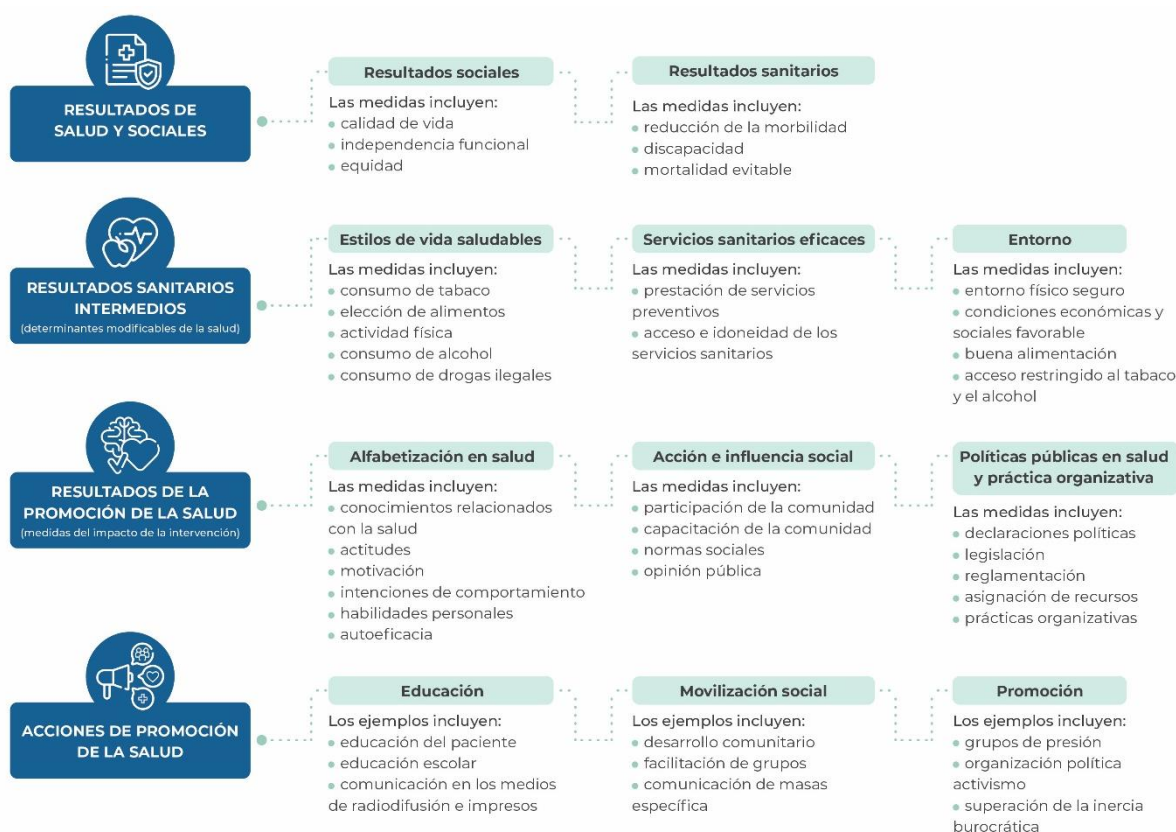 RESULTADOS DE
SALUD Y SOCIALES
Resultados sociales
Las medidas incluyen:
• calidad de vida
• independencia funcional
• equidad
Resultados sanitarios
Las medidas incluyen:
• reducción de la morbilidad
• discapacidad
• mortalidad evitable
RESULTADOS SANITARIOS
INTERMEDIOS
(determinantes modificables de la salud)
Estilos de vida saludables
Las medidas incluyen:
• consumo de tabaco
• elección de alimentos
• actividad física
• consumo de alcohol
• consumo de drogas ilegales
Servicios sanitarios eficaces
Las medidas incluyen:
• prestación de servicios
preventivos
• acceso e idoneidad de los
servicios sanitarios
Entorno
Las medidas incluyen:
• entorno físico seguro
• condiciones económicas y
sociales favorable
• buena alimentación
• acceso restringido al tabaco
y el alcohol
RESULTADOS DE LA
PROMOCIÓN DE LA SALUD
(medidas del impacto de la intervención)
Alfabetización en salud
Las medidas incluyen:
• conocimientos relacionados
con la salud
• actitudes
• motivación
• intenciones de comportamiento
• habilidades personales
• autoeficacia
Acción e influencia social
Las medidas incluyen:
• participación de la comunidad
• capacitación de la comunidad
• normas sociales
• opinión pública
Políticas públicas en salud
y práctica organizativa
Las medidas incluyen:
• declaraciones políticas
• legislación
• reglamentación
• asignación de recursos
• prácticas organizativas
ACCIONES DE PROMOCIÓN
DE LA SALUD
Educación
Los ejemplos incluyen:
• educación del paciente
• educación escolar
• comunicación en los medios
de radiodifusión e impresos
Movilización social
Los ejemplos incluyen:
• desarrollo comunitario
• facilitación de grupos
• comunicación de masas
específica
Promoción
Los ejemplos incluyen:
• grupos de presión
• organización política
activismo
• superación de la inercia
burocrática